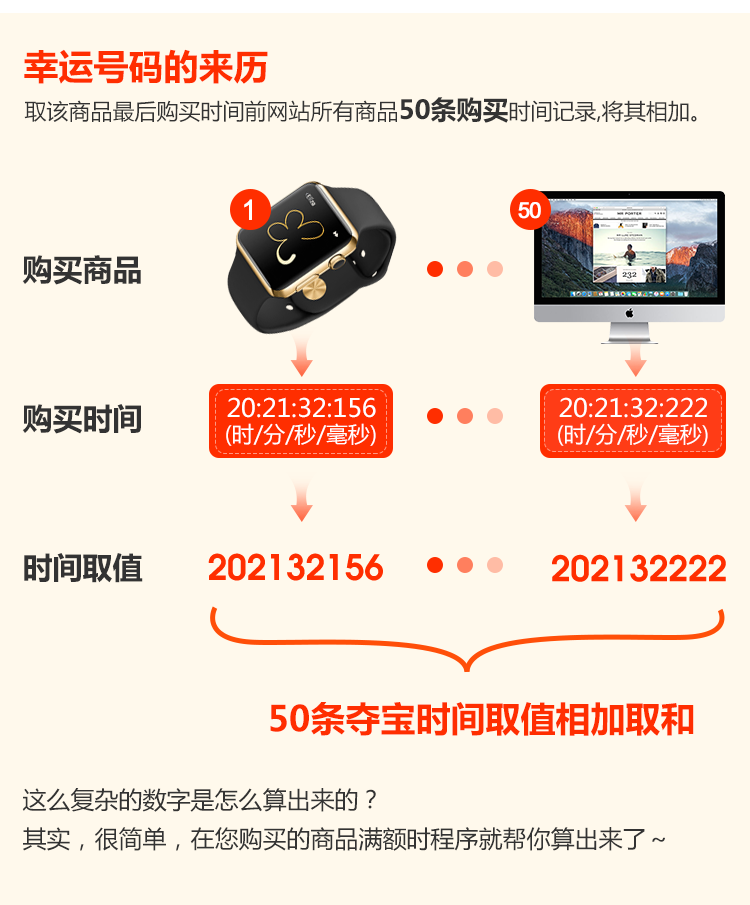 幸运号码的来历
取该商品最后购买时间前网站所有商品50条购买时间记录,将其相加。
1
50
MR PORTER
232
购买商品
购买时间
20:21:32:156
(时/分/秒/毫秒)
20:21:32:222
(时/分/秒/毫秒)
时间取值
202132156
202132222
50条夺宝时间取值相加取和
这么复杂的数字是怎么算出来的？
其实，很简单，在您购买的商品满额时程序就帮你算出来了～